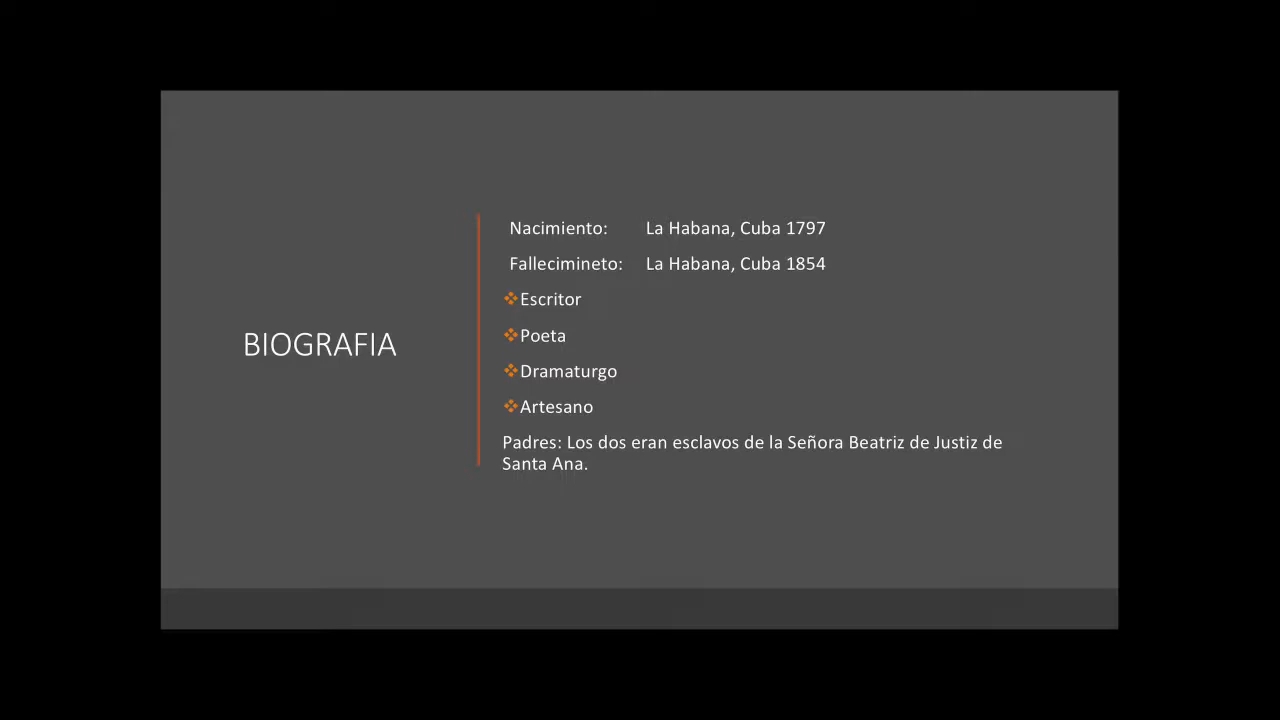 BIOGRAFIA
Nacimiento: La Habana, Cuba 1797
Fallecimineto: La Habana, Cuba 1854
❖Escritor
❖Poeta
❖Dramaturgo
❖Artesano
Padres: Los dos eran esclavos de la Señora Beatriz de Justiz de
Santa Ana.